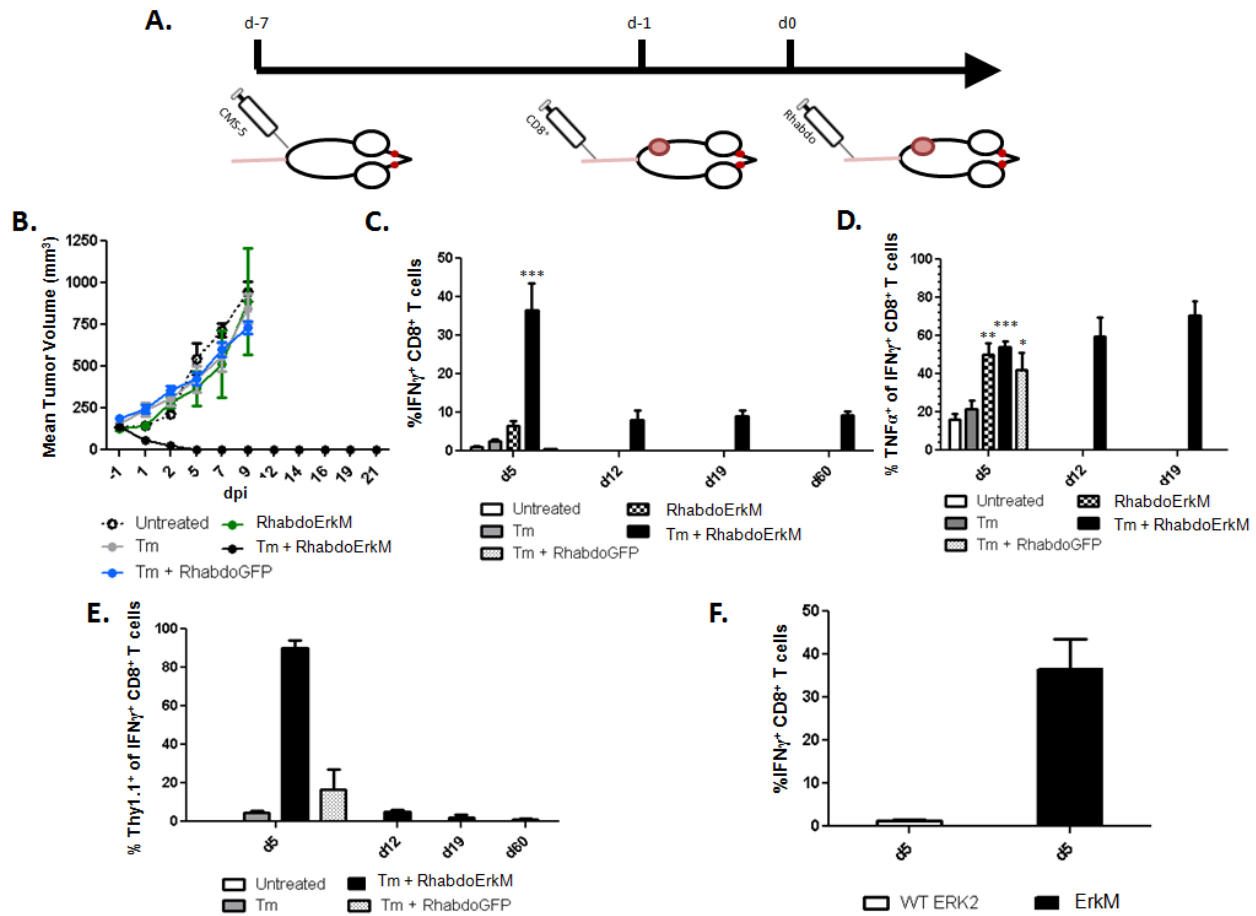 A.
d-7
d-1
d0
CMS-5
CD8⁺
Rhabdo
B.
Mean Tumor Volume (mm³)
1250
1000
750
500
250
0
-1
1
2
5
7
9
12
14
16
19
21
dpi
Untreated
RhabdoErkM
Tm
Tm + RhabdoErkM
Tm + RhabdoGFP
C.
%IFNγ⁺ CD8⁺ T cells
50
40
30
20
10
0
***
d5
d12
d19
d60
Untreated
RhabdoErkM
Tm
Tm + RhabdoErkM
Tm + RhabdoGFP
D.
% TNFα⁺ of IFNγ⁺ CD8⁺ T cells
100
80
60
40
20
0
**
***
*
d5
d12
d19
Untreated
RhabdoErkM
Tm
Tm + RhabdoErkM
Tm + RhabdoGFP
E.
% Thy1.1⁺ of IFNγ⁺ CD8⁺ T cells
100
80
60
40
20
0
d5
d12
d19
d60
Untreated
Tm + RhabdoErkM
Tm
Tm + RhabdoGFP
F.
%IFNγ⁺ CD8⁺ T cells
50
40
30
20
10
0
d5
d5
WT ERK2
ErkM